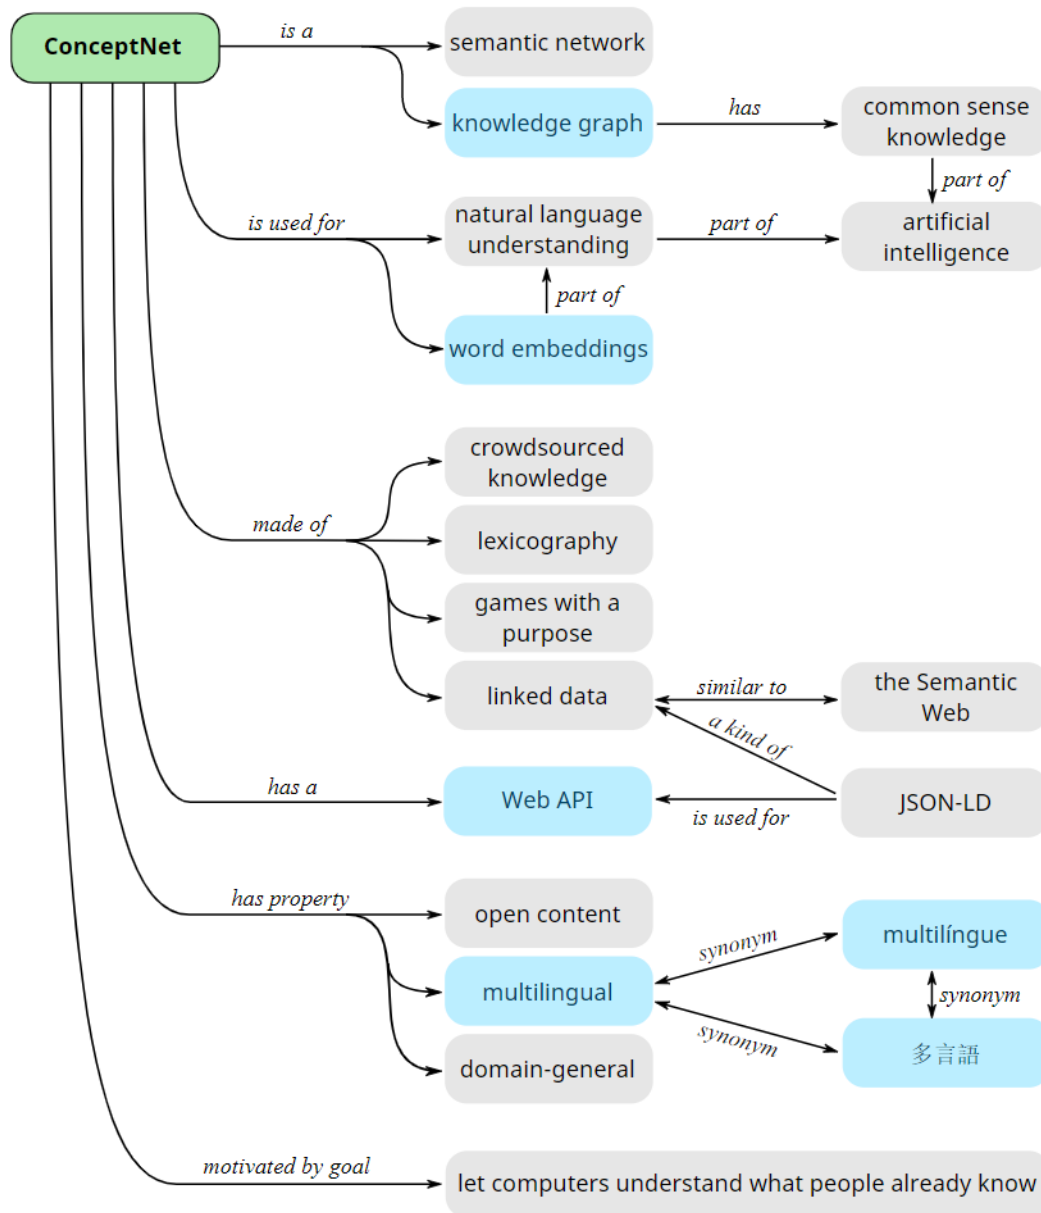 ConceptNet
is a
semantic network
knowledge graph
has
common sense
knowledge
part of
is used for
natural language
understanding
part of
artificial
intelligence
part of
word embeddings
crowdsourced
knowledge
made of
lexicography
games with a
purpose
linked data
similar to
the Semantic
Web
a kind of
has a
Web API
is used for
JSON-LD
has property
open content
multilingual
synonym
multilíngue
synonym
synonym
多言語
domain-general
motivated by goal
let computers understand what people already know